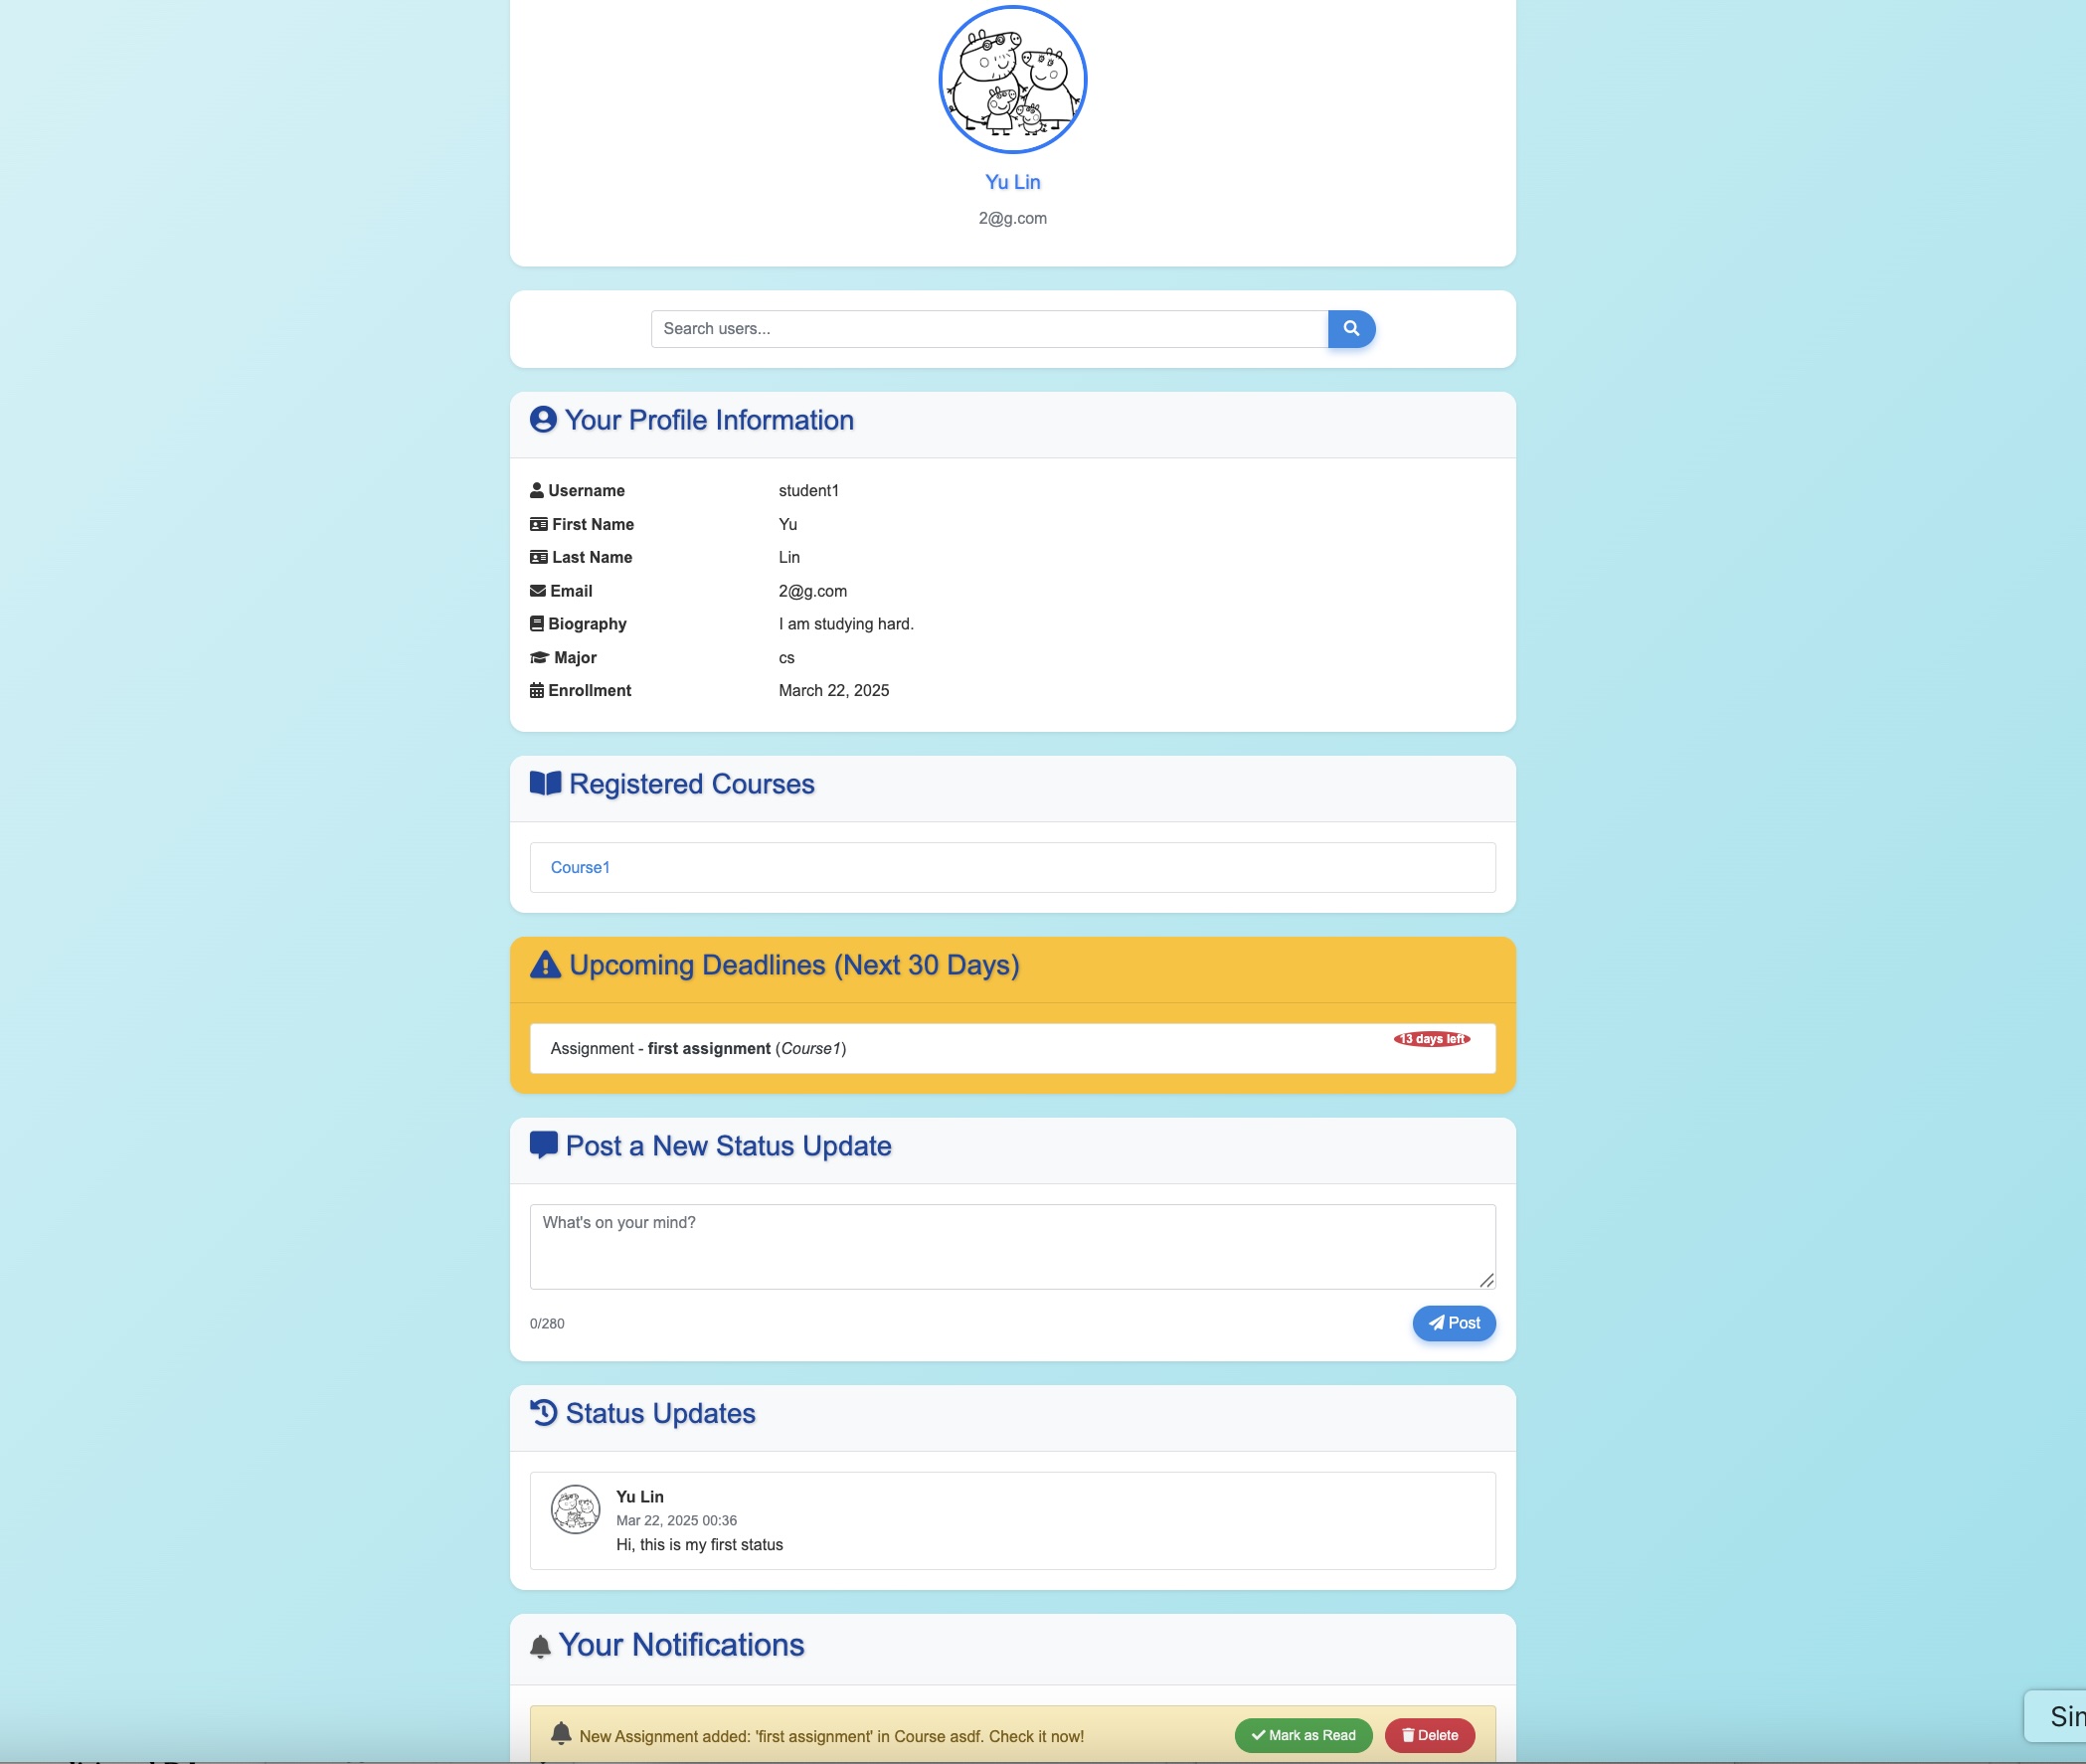 Yu Lin
2@g.com
Search users...
Your Profile Information
Username student1
First Name Yu
Last Name Lin
Email 2@g.com
Biography I am studying hard.
Major cs
Enrollment March 22, 2025
Registered Courses
Course1
Upcoming Deadlines (Next 30 Days)
Assignment - first assignment (Course1) 13 days left
Post a New Status Update
What's on your mind?
0/280 Post
Status Updates
Yu Lin
Mar 22, 2025 00:36
Hi, this is my first status
Your Notifications
New Assignment added: 'first assignment' in Course asdf. Check it now! Mark as Read Delete